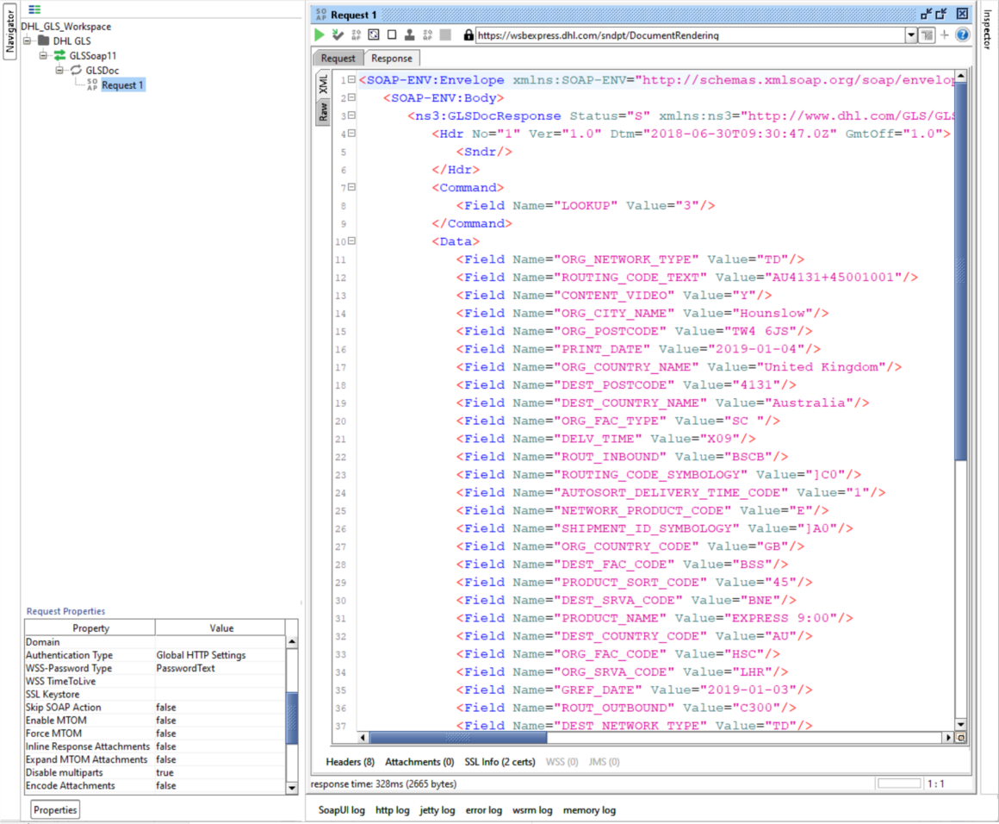 Navigator
DHL_GLS_Workspace
DHL GLS
GLSSoap11
GLSDoc
SO AP Request 1
Request Properties
Property Value
Domain
Authentication Type Global HTTP Settings
WSS-Password Type PasswordText
WSS TimeToLive
SSL Keystore
Skip SOAP Action false
Enable MTOM false
Force MTOM false
Inline Response Attachments false
Expand MTOM Attachments false
Disable multiparts true
Encode Attachments false
Properties
SO AP Request 1
https://wsbexpress.dhl.com/sndpt/DocumentRendering
Request Response
XML
Raw
1 <SOAP-ENV:Envelope xmlns:SOAP-ENV="http://schemas.xmlsoap.org/soap/envelop
2 <SOAP-ENV:Body>
3 <ns3:GLSDocResponse Status="S" xmlns:ns3="http://www.dhl.com/GLS/GLS
4 <Hdr No="1" Ver="1.0" Dtm="2018-06-30T09:30:47.0Z" GmtOff="1.0">
5 <Sndr/>
6 </Hdr>
7 <Command>
8 <Field Name="LOOKUP" Value="3"/>
9 </Command>
10 <Data>
11 <Field Name="ORG_NETWORK_TYPE" Value="TD"/>
12 <Field Name="ROUTING_CODE_TEXT" Value="AU4131+45001001"/>
13 <Field Name="CONTENT_VIDEO" Value="Y"/>
14 <Field Name="ORG_CITY_NAME" Value="Hounslow"/>
15 <Field Name="ORG_POSTCODE" Value="TW4 6JS"/>
16 <Field Name="PRINT_DATE" Value="2019-01-04"/>
17 <Field Name="ORG_COUNTRY_NAME" Value="United Kingdom"/>
18 <Field Name="DEST_POSTCODE" Value="4131"/>
19 <Field Name="DEST_COUNTRY_NAME" Value="Australia"/>
20 <Field Name="ORG_FAC_TYPE" Value="SC "/>
21 <Field Name="DELV_TIME" Value="X09"/>
22 <Field Name="ROUT_INBOUND" Value="BSCB"/>
23 <Field Name="ROUTING_CODE_SYMBOLOGY" Value="]C0"/>
24 <Field Name="AUTOSORT_DELIVERY_TIME_CODE" Value="1"/>
25 <Field Name="NETWORK_PRODUCT_CODE" Value="E"/>
26 <Field Name="SHIPMENT_ID_SYMBOLOGY" Value="]A0"/>
27 <Field Name="ORG_COUNTRY_CODE" Value="GB"/>
28 <Field Name="DEST_FAC_CODE" Value="BSS"/>
29 <Field Name="PRODUCT_SORT_CODE" Value="45"/>
30 <Field Name="DEST_SRVA_CODE" Value="BNE"/>
31 <Field Name="PRODUCT_NAME" Value="EXPRESS 9:00"/>
32 <Field Name="DEST_COUNTRY_CODE" Value="AU"/>
33 <Field Name="ORG_FAC_CODE" Value="HSC"/>
34 <Field Name="ORG_SRVA_CODE" Value="LHR"/>
35 <Field Name="GREF_DATE" Value="2019-01-03"/>
36 <Field Name="ROUT_OUTBOUND" Value="C300"/>
37 <Field Name="DEST_NETWORK_TYPE" Value="TD"/>
Headers (8) Attachments (0) SSL Info (2 certs) WSS (0) JMS (0)
response time: 328ms (2665 bytes) 1 : 1
SoapUI log http log jetty log error log wsrm log memory log
Inspector